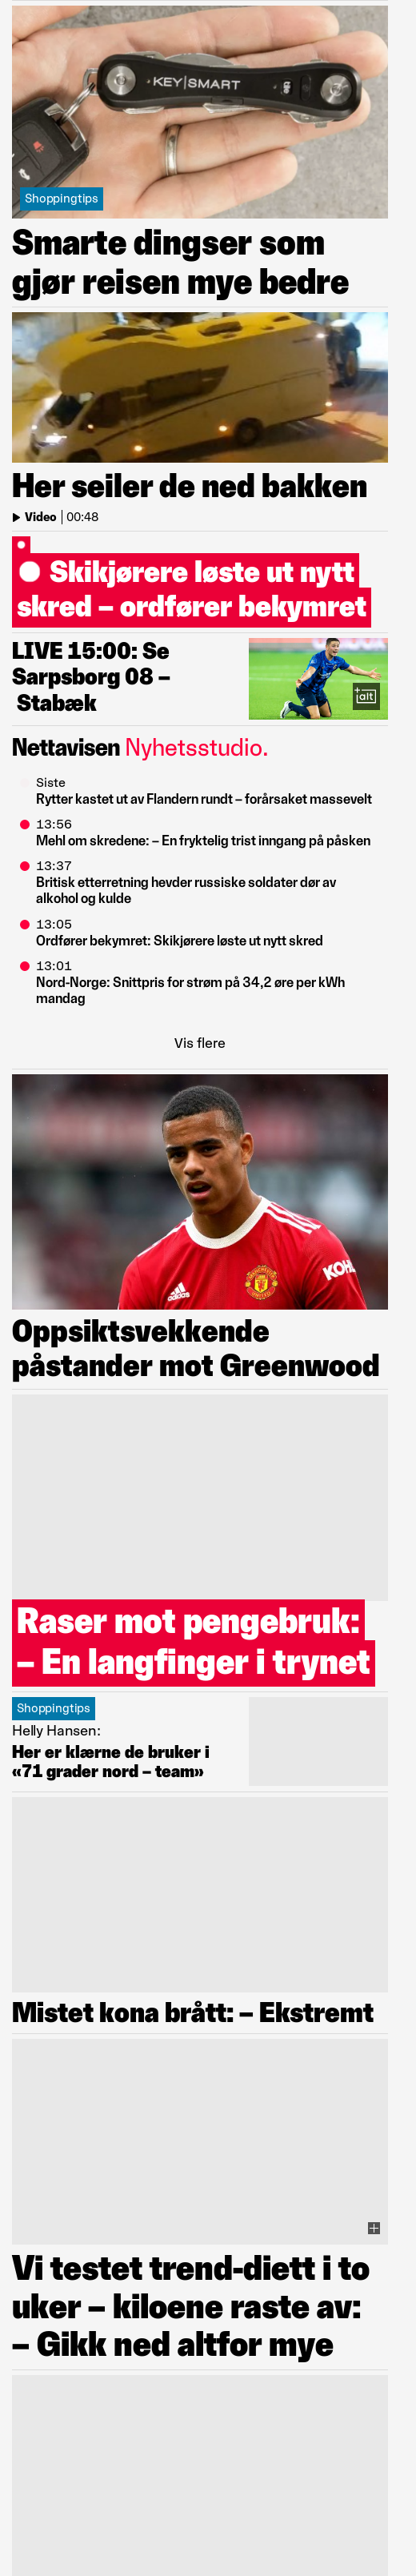 KEY|SMART
tile
Shoppingtips
Smarte dingser som
gjør reisen mye bedre
Her seiler de ned bakken
Video | 00:48
Skikjørere løste ut nytt
skred – ordfører bekymret
LIVE 15:00: Se
Sarpsborg 08 –
Stabæk
+ alt
Nettavisen Nyhetsstudio.
Siste
Rytter kastet ut av Flandern rundt – forårsaket massevelt
13:56
Mehl om skredene: – En fryktelig trist inngang på påsken
13:37
Britisk etterretning hevder russiske soldater dør av
alkohol og kulde
13:05
Ordfører bekymret: Skikjørere løste ut nytt skred
13:01
Nord-Norge: Snittpris for strøm på 34,2 øre per kWh
mandag
Vis flere
adidas
MANCHESTER
UNITED
KOHL
Oppsiktsvekkende
påstander mot Greenwood
Raser mot pengebruk:
– En langfinger i trynet
Shoppingtips
Helly Hansen:
Her er klærne de bruker i
«71 grader nord – team»
Mistet kona brått: – Ekstremt
Vi testet trend-diett i to
uker – kiloene raste av:
– Gikk ned altfor mye